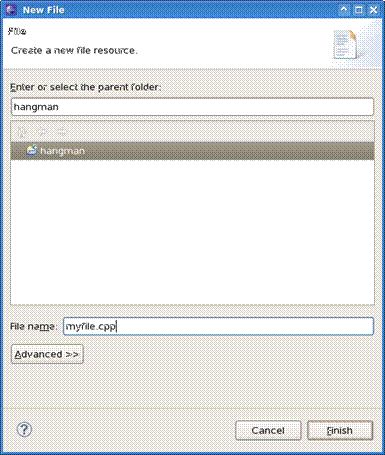 New File
File
Create a new file resource.
Enter or select the parent folder:
hangman
hangman
File name: myfile.cpp
Advanced >>
? Cancel Finish